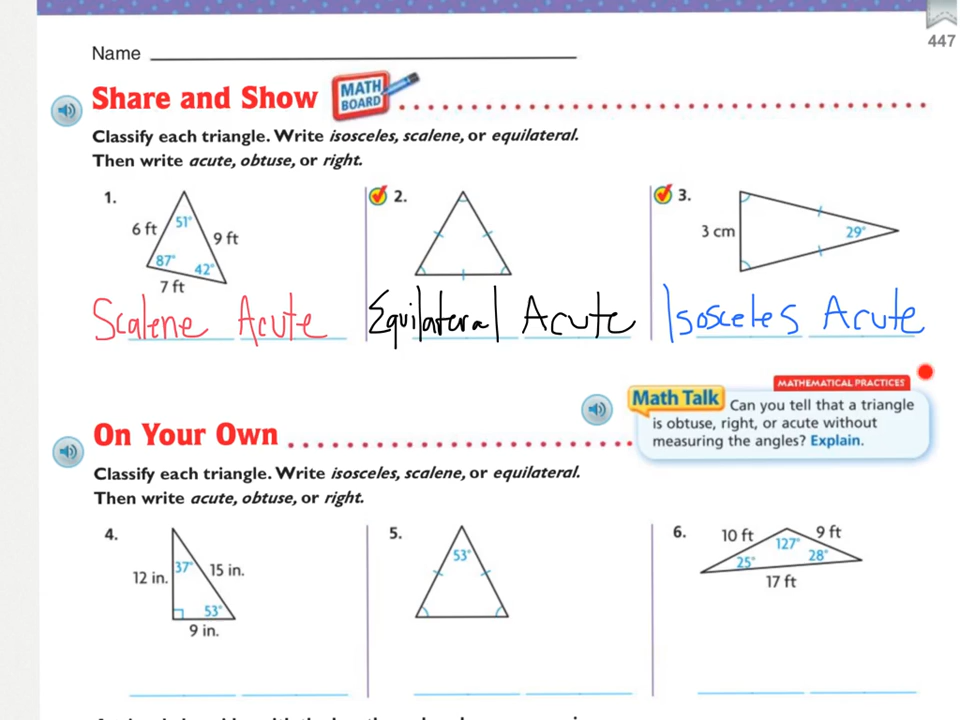 447
Name
Share and Show MATH BOARD
Classify each triangle. Write isosceles, scalene, or equilateral.
Then write acute, obtuse, or right.
1.
6 ft
51°
9 ft
87°
42°
7 ft
Scalene Acute
2.
Equilateral Acute
3.
3 cm
29°
Isosceles Acute
MATHEMATICAL PRACTICES
Math Talk Can you tell that a triangle
is obtuse, right, or acute without
measuring the angles? Explain.
On Your Own
Classify each triangle. Write isosceles, scalene, or equilateral.
Then write acute, obtuse, or right.
4.
12 in.
37°
15 in.
53°
9 in.
5.
53°
6.
10 ft
9 ft
127°
25°
28°
17 ft